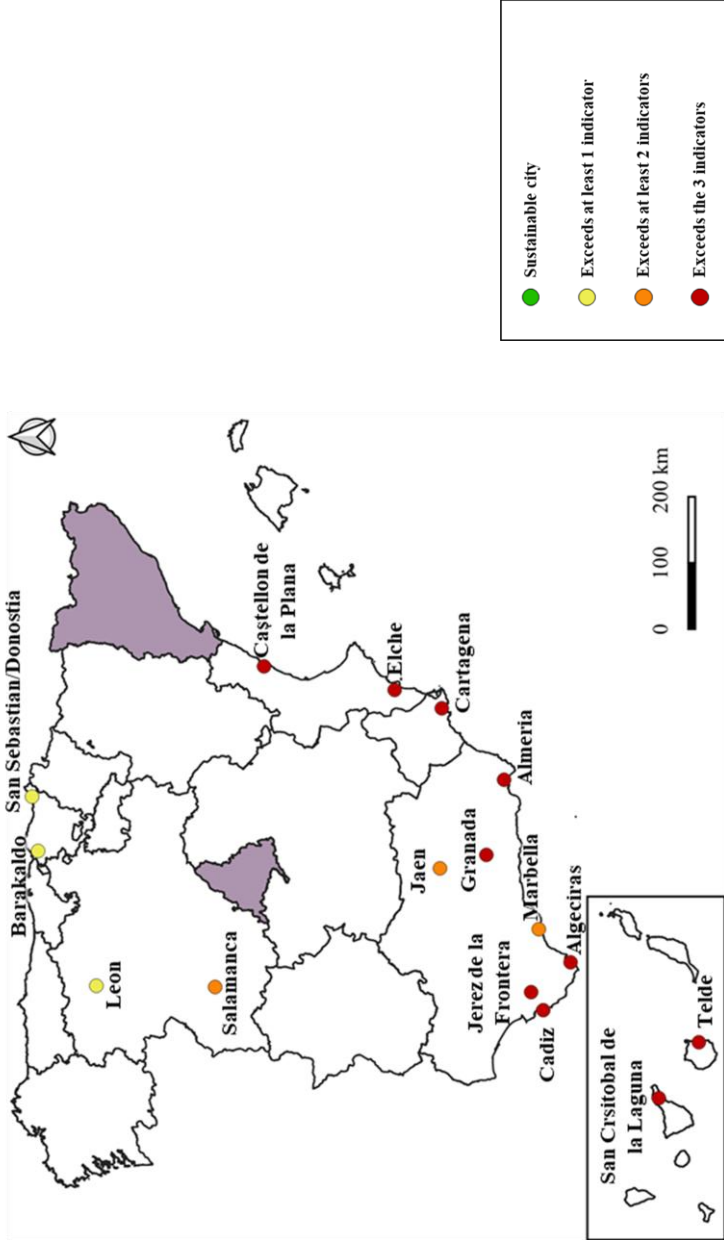 San Sebastian/Donostia
Barakaldo
Leon
Salamanca
Castellon de
la Plana
Elche
Cartagena
Almeria
Jaen
Granada
Marbella
Algeciras
Jerez de la
Frontera
Cadiz
San Crsitobal de
la Laguna
Telde
0 100 200 km
Sustainable city
Exceeds at least 1 indicator
Exceeds at least 2 indicators
Exceeds the 3 indicators